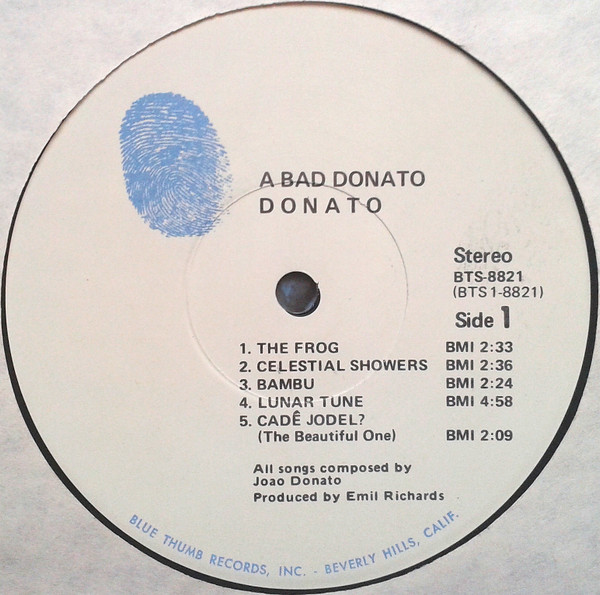 A BAD DONATO
DONATO
Stereo
BTS-8821
(BTS 1-8821)
Side 1
1. THE FROG BMI 2:33
2. CELESTIAL SHOWERS BMI 2:36
3. BAMBU BMI 2:24
4. LUNAR TUNE BMI 4:58
5. CADÊ JODEL?
(The Beautiful One) BMI 2:09
All songs composed by
Joao Donato
Produced by Emil Richards
BLUE THUMB RECORDS, INC. - BEVERLY HILLS, CALIF.